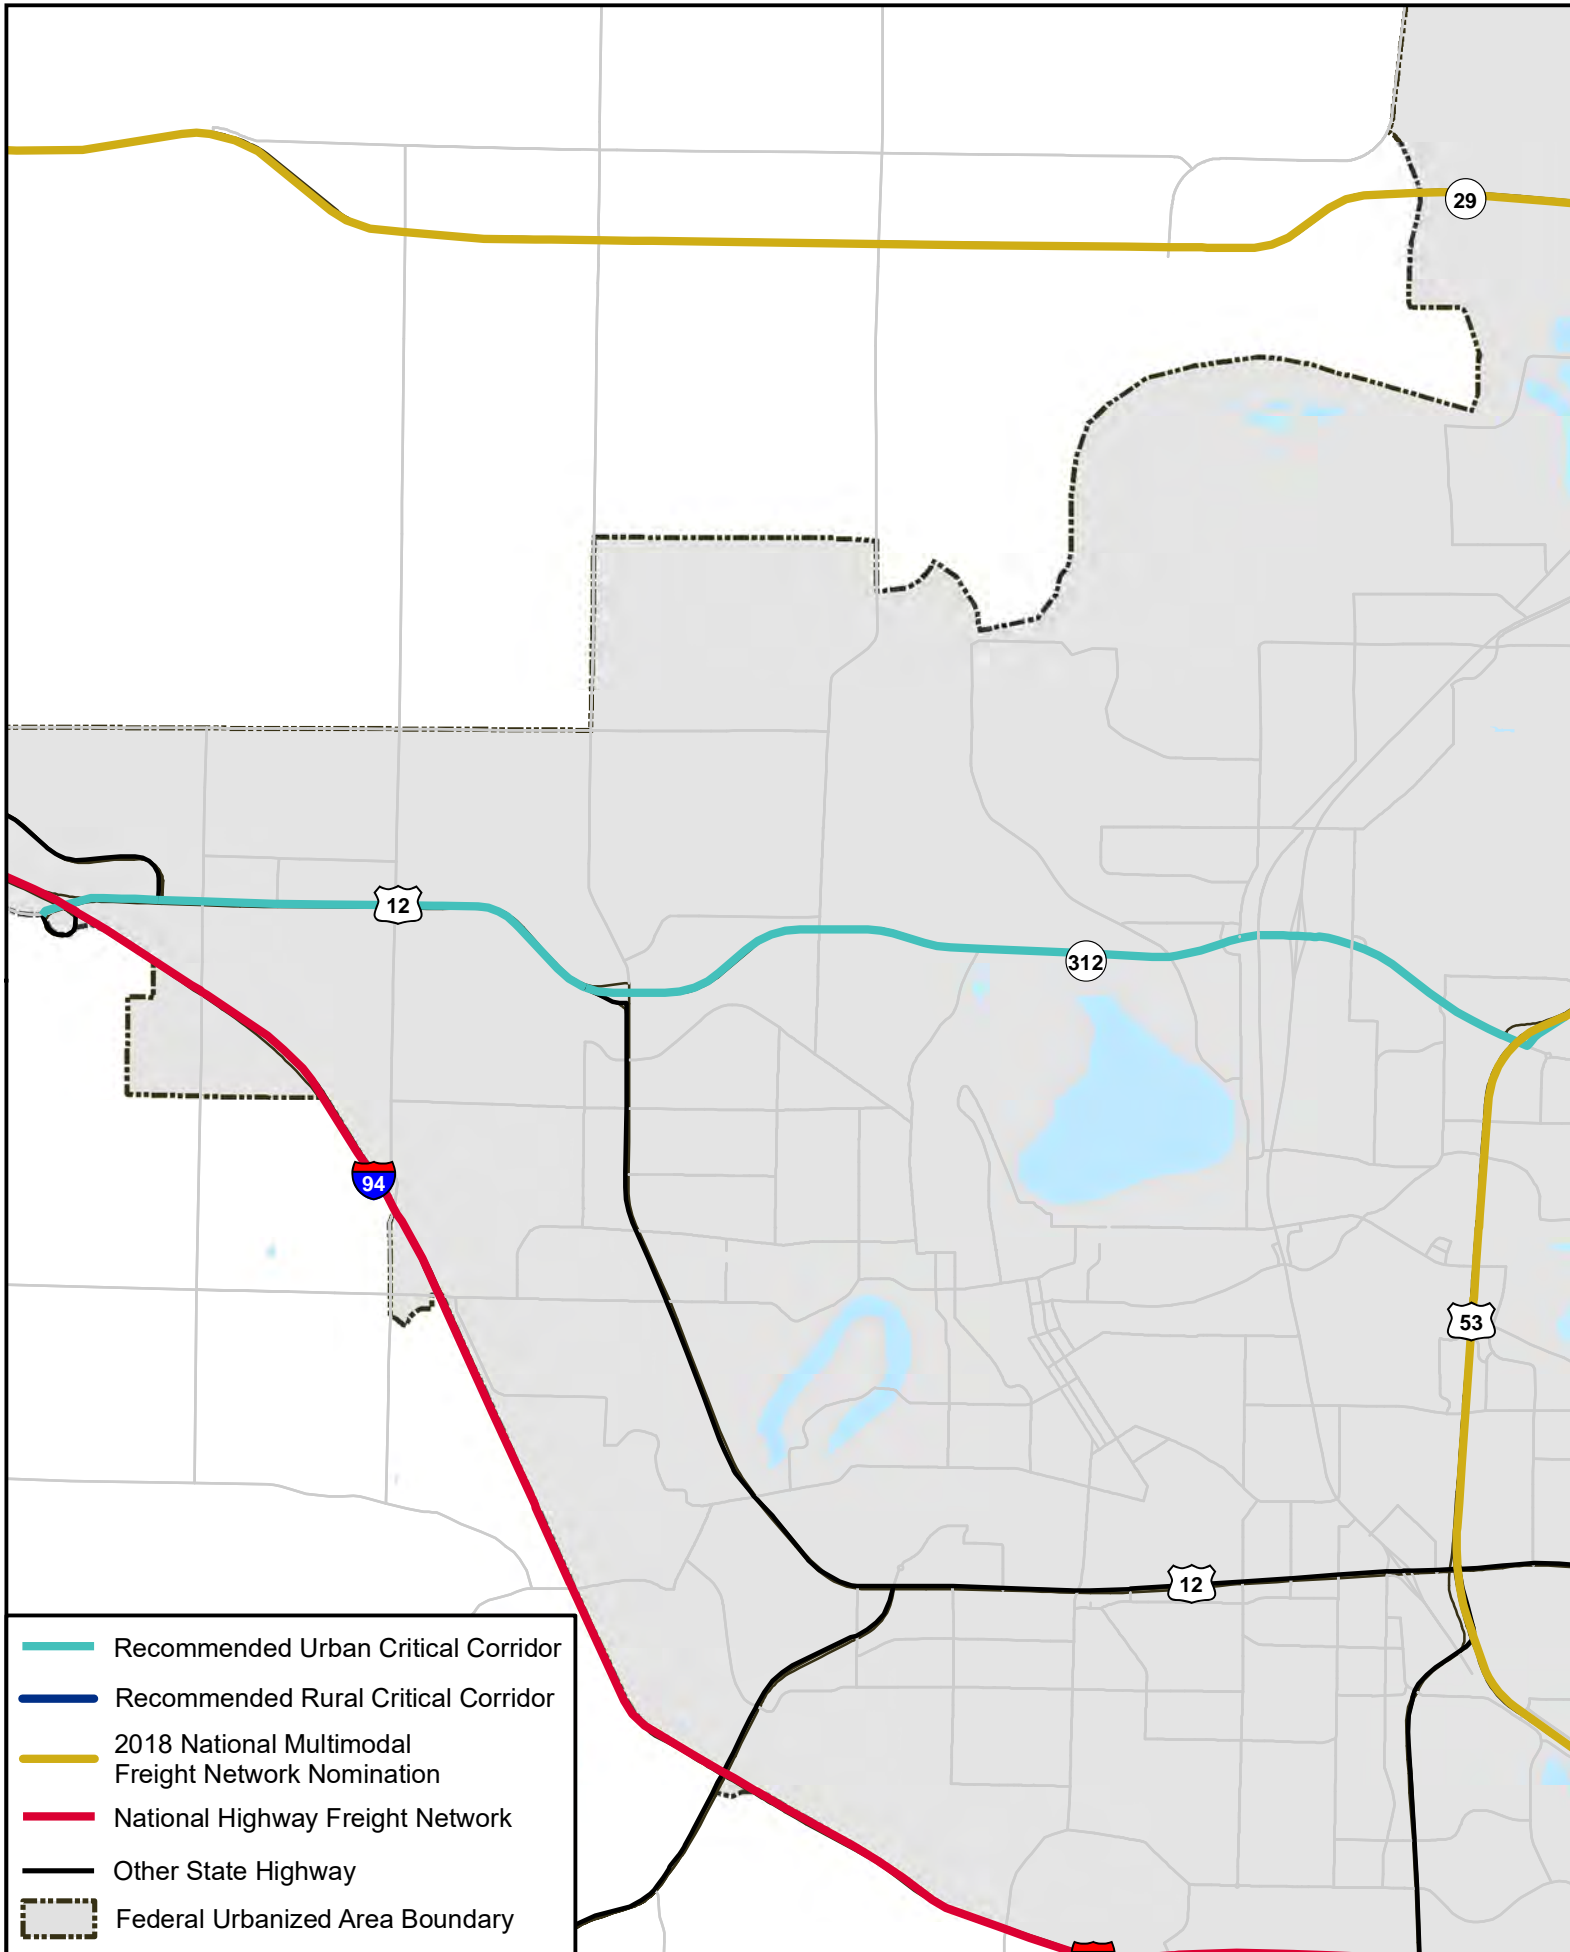 29
12
312
94
53
12
Recommended Urban Critical Corridor
Recommended Rural Critical Corridor
2018 National Multimodal
Freight Network Nomination
National Highway Freight Network
Other State Highway
Federal Urbanized Area Boundary